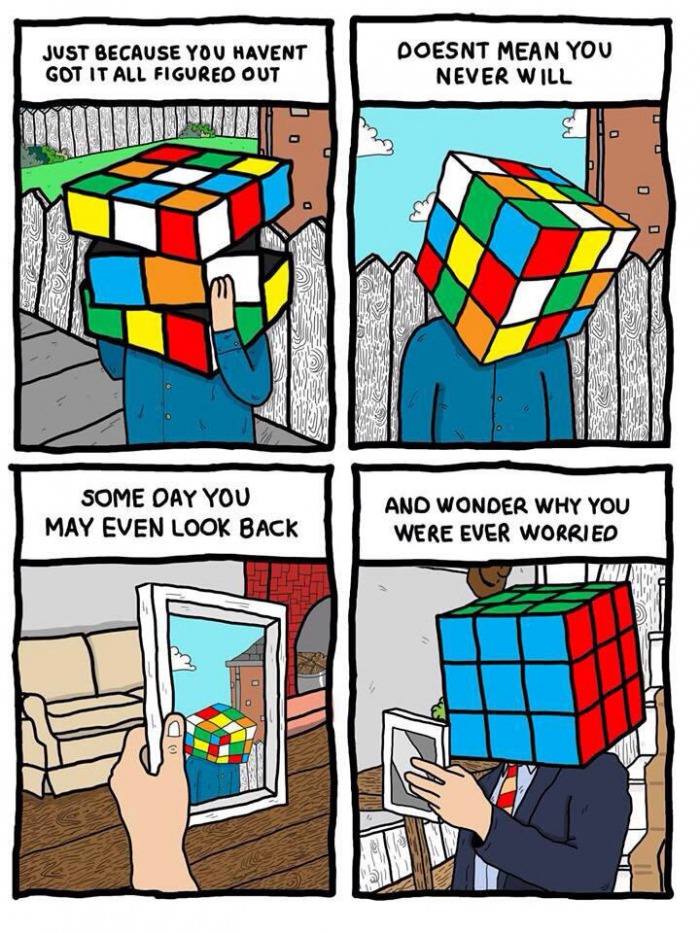 JUST BECAUSE YOU HAVENT
GOT IT ALL FIGURED OUT
DOESNT MEAN YOU
NEVER WILL
SOME DAY YOU
MAY EVEN LOOK BACK
AND WONDER WHY YOU
WERE EVER WORRIED